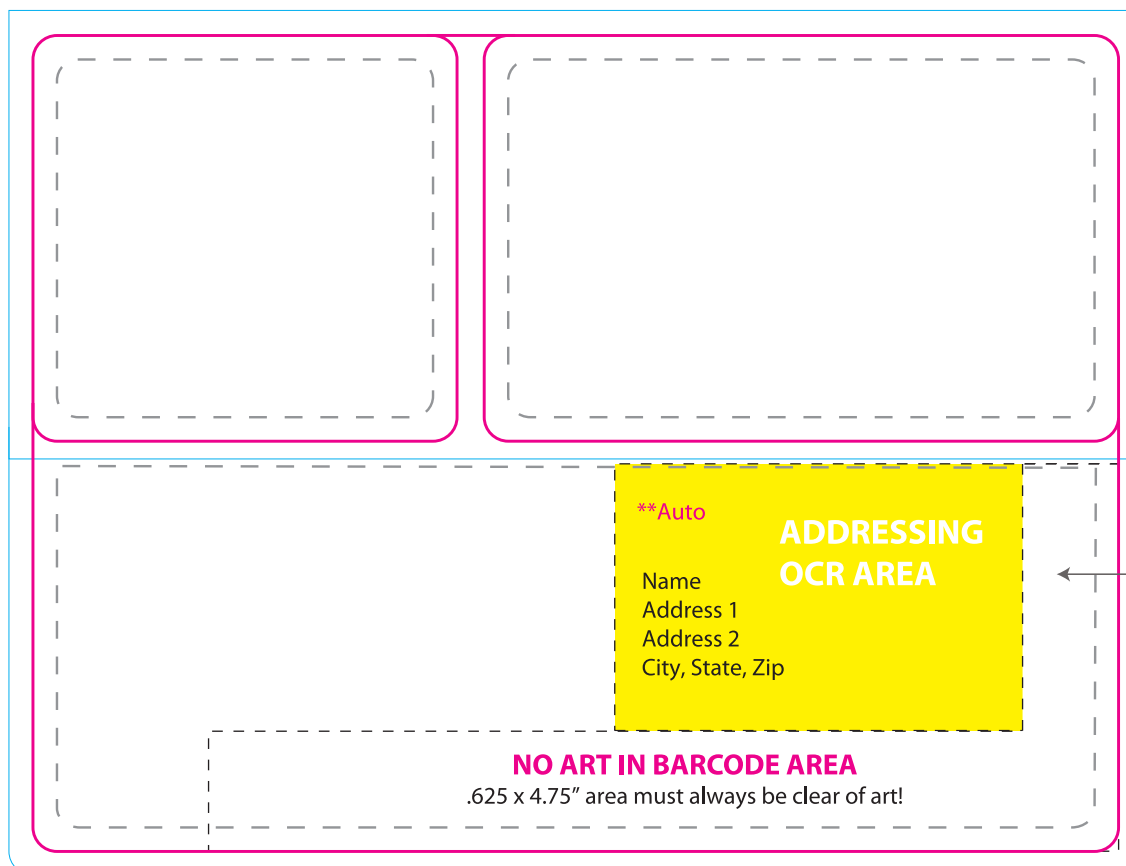 **Auto
ADDRESSING
OCR AREA
Name
Address 1
Address 2
City, State, Zip
NO ART IN BARCODE AREA
.625 x 4.75” area must always be clear of art!